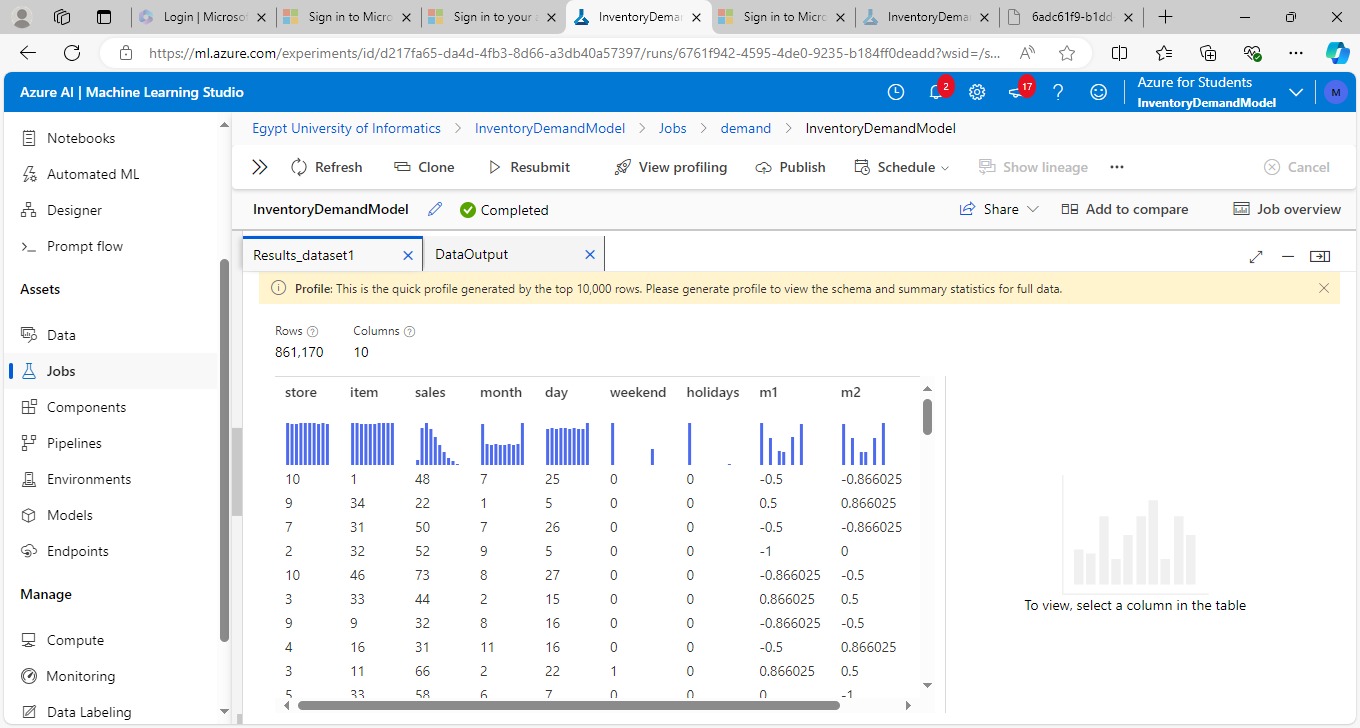 Login | Microsof
Sign in to Micro
Sign in to your a
InventoryDemar
Sign in to Micro
InventoryDemar
6adc61f9-b1dd
https://ml.azure.com/experiments/id/d217fa65-da4d-4fb3-8d66-a3db40a57397/runs/6761f942-4595-4de0-9235-b184ff0deadd?wsid=/s...
Azure AI | Machine Learning Studio
2
17
Azure for Students
InventoryDemandModel
M
Notebooks
Automated ML
Designer
Prompt flow
Assets
Data
Jobs
Components
Pipelines
Environments
Models
Endpoints
Manage
Compute
Monitoring
Data Labeling
Egypt University of Informatics > InventoryDemandModel > Jobs > demand > InventoryDemandModel
Refresh Clone Resubmit View profiling Publish Schedule Show lineage ... Cancel
InventoryDemandModel Completed Share Add to compare Job overview
Results_dataset1 DataOutput
Profile: This is the quick profile generated by the top 10,000 rows. Please generate profile to view the schema and summary statistics for full data.
Rows Columns
861,170 10
store item sales month day weekend holidays m1 m2
10 1 48 7 25 0 0 -0.5 -0.866025
9 34 22 1 5 0 0 0.5 0.866025
7 31 50 7 26 0 0 -0.5 -0.866025
2 32 52 9 5 0 0 -1 0
10 46 73 8 27 0 0 -0.866025 -0.5
3 33 44 2 15 0 0 0.866025 0.5
9 9 32 8 16 0 0 -0.866025 -0.5
4 16 31 11 16 0 0 -0.5 0.866025
3 11 66 2 22 1 0 0.866025 0.5
5 33 58 6 7 0 0 0 -1
To view, select a column in the table